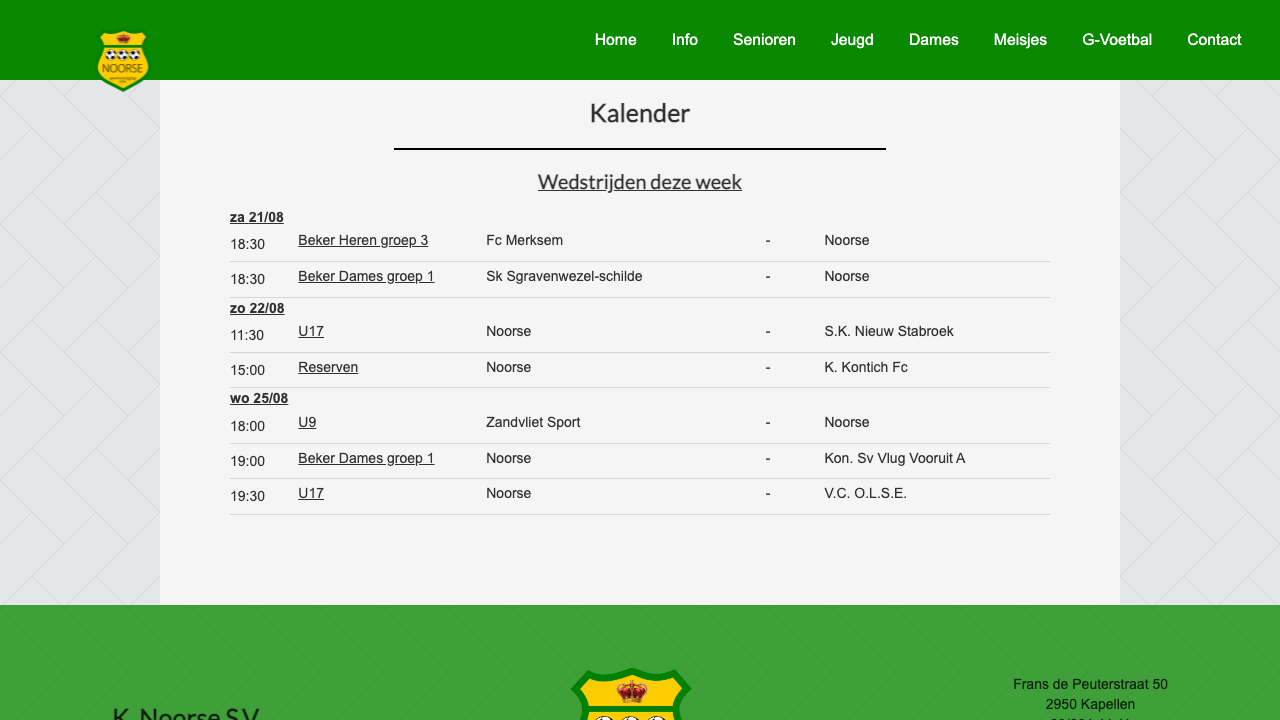 NOORSE
Home Info Senioren Jeugd Dames Meisjes G-Voetbal Contact
Kalender
Wedstrijden deze week
za 21/08
18:30 Beker Heren groep 3 Fc Merksem - Noorse
18:30 Beker Dames groep 1 Sk Sgravenwezel-schilde - Noorse
zo 22/08
11:30 U17 Noorse - S.K. Nieuw Stabroek
15:00 Reserven Noorse - K. Kontich Fc
wo 25/08
18:00 U9 Zandvliet Sport - Noorse
19:00 Beker Dames groep 1 Noorse - Kon. Sv Vlug Vooruit A
19:30 U17 Noorse - V.C. O.L.S.E.
Frans de Peuterstraat 50
2950 Kapellen
K. Noorse S.V.